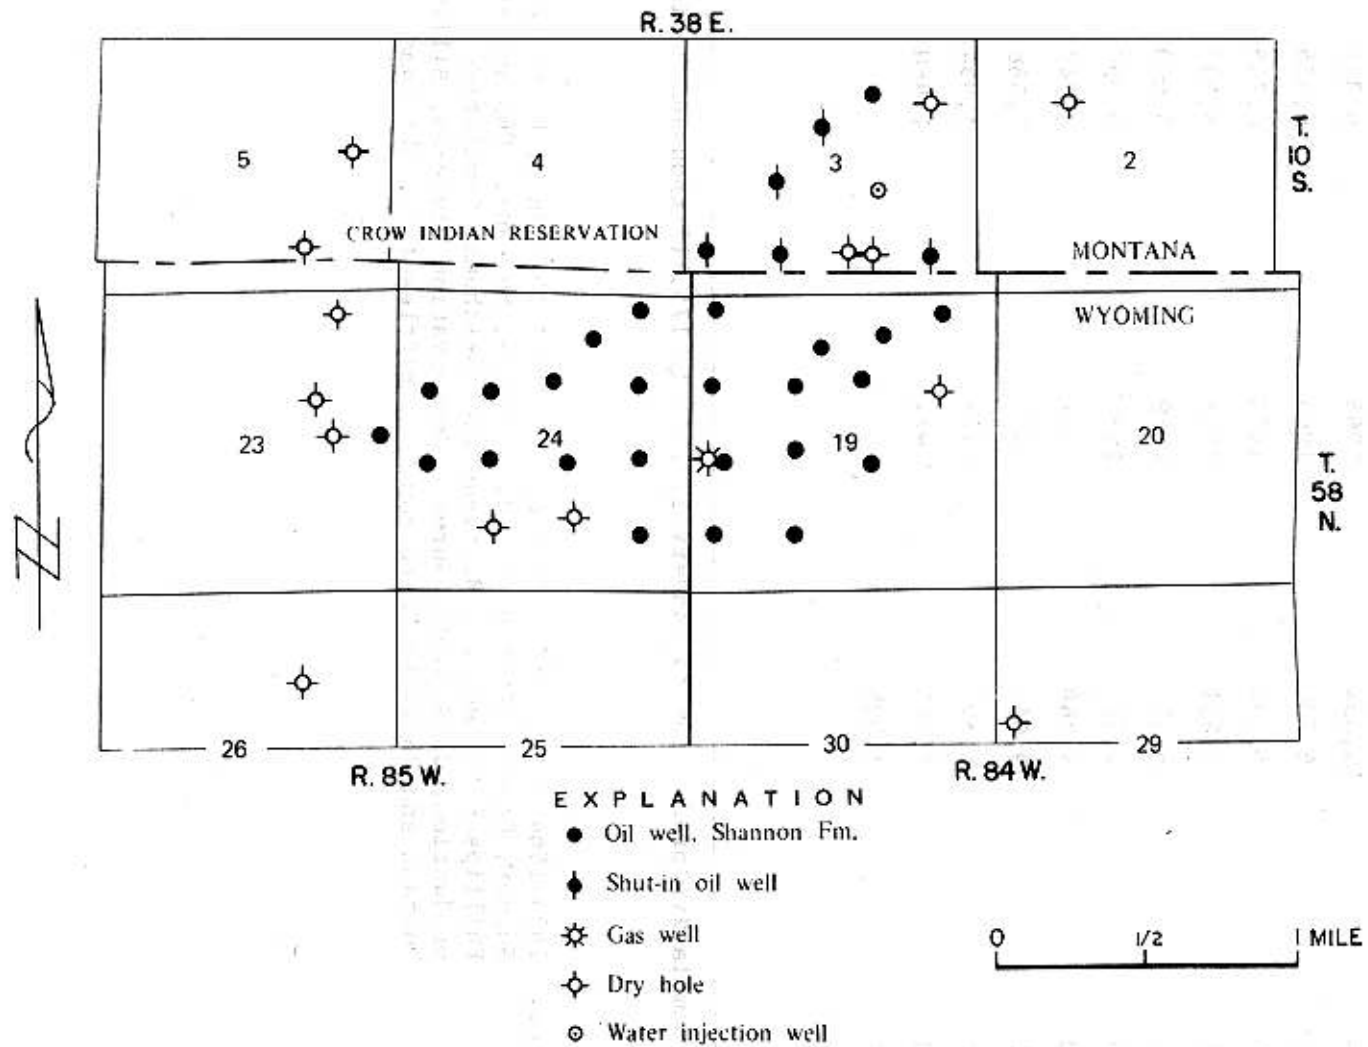 R. 38 E.
5
4
3
2
T.
10
S.
CROW INDIAN RESERVATION
MONTANA
WYOMING
23
24
19
20
T.
58
N.
N
26
25
30
29
R. 85 W.
R. 84 W.
EXPLANATION
Oil well, Shannon Fm.
Shut-in oil well
Gas well
Dry hole
Water injection well
0 1/2 1 MILE